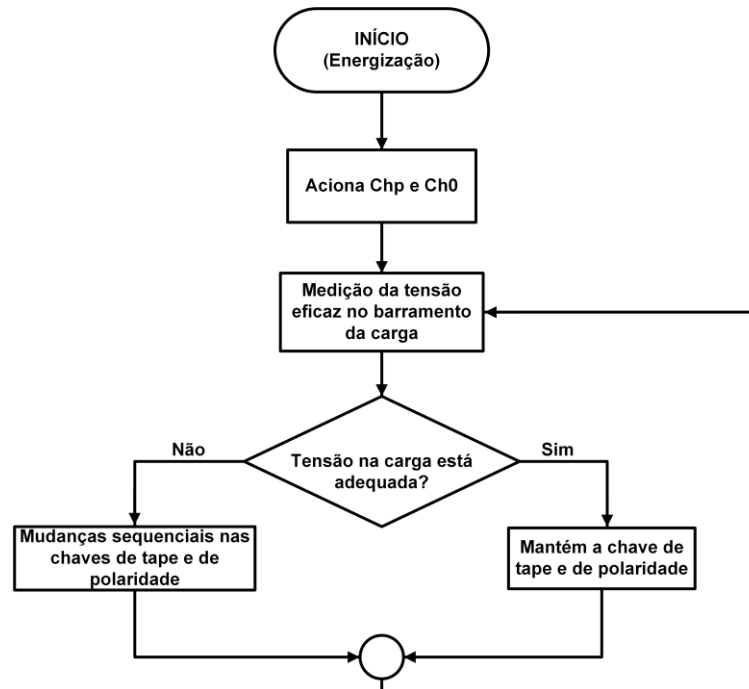 INÍCIO
(Energização)
Aciona Chp e Ch0
Medição da tensão
eficaz no barramento
da carga
Não
Sim
Tensão na carga está
adequada?
Mudanças sequenciais nas
chaves de tape e de
polaridade
Mantém a chave de
tape e de polaridade